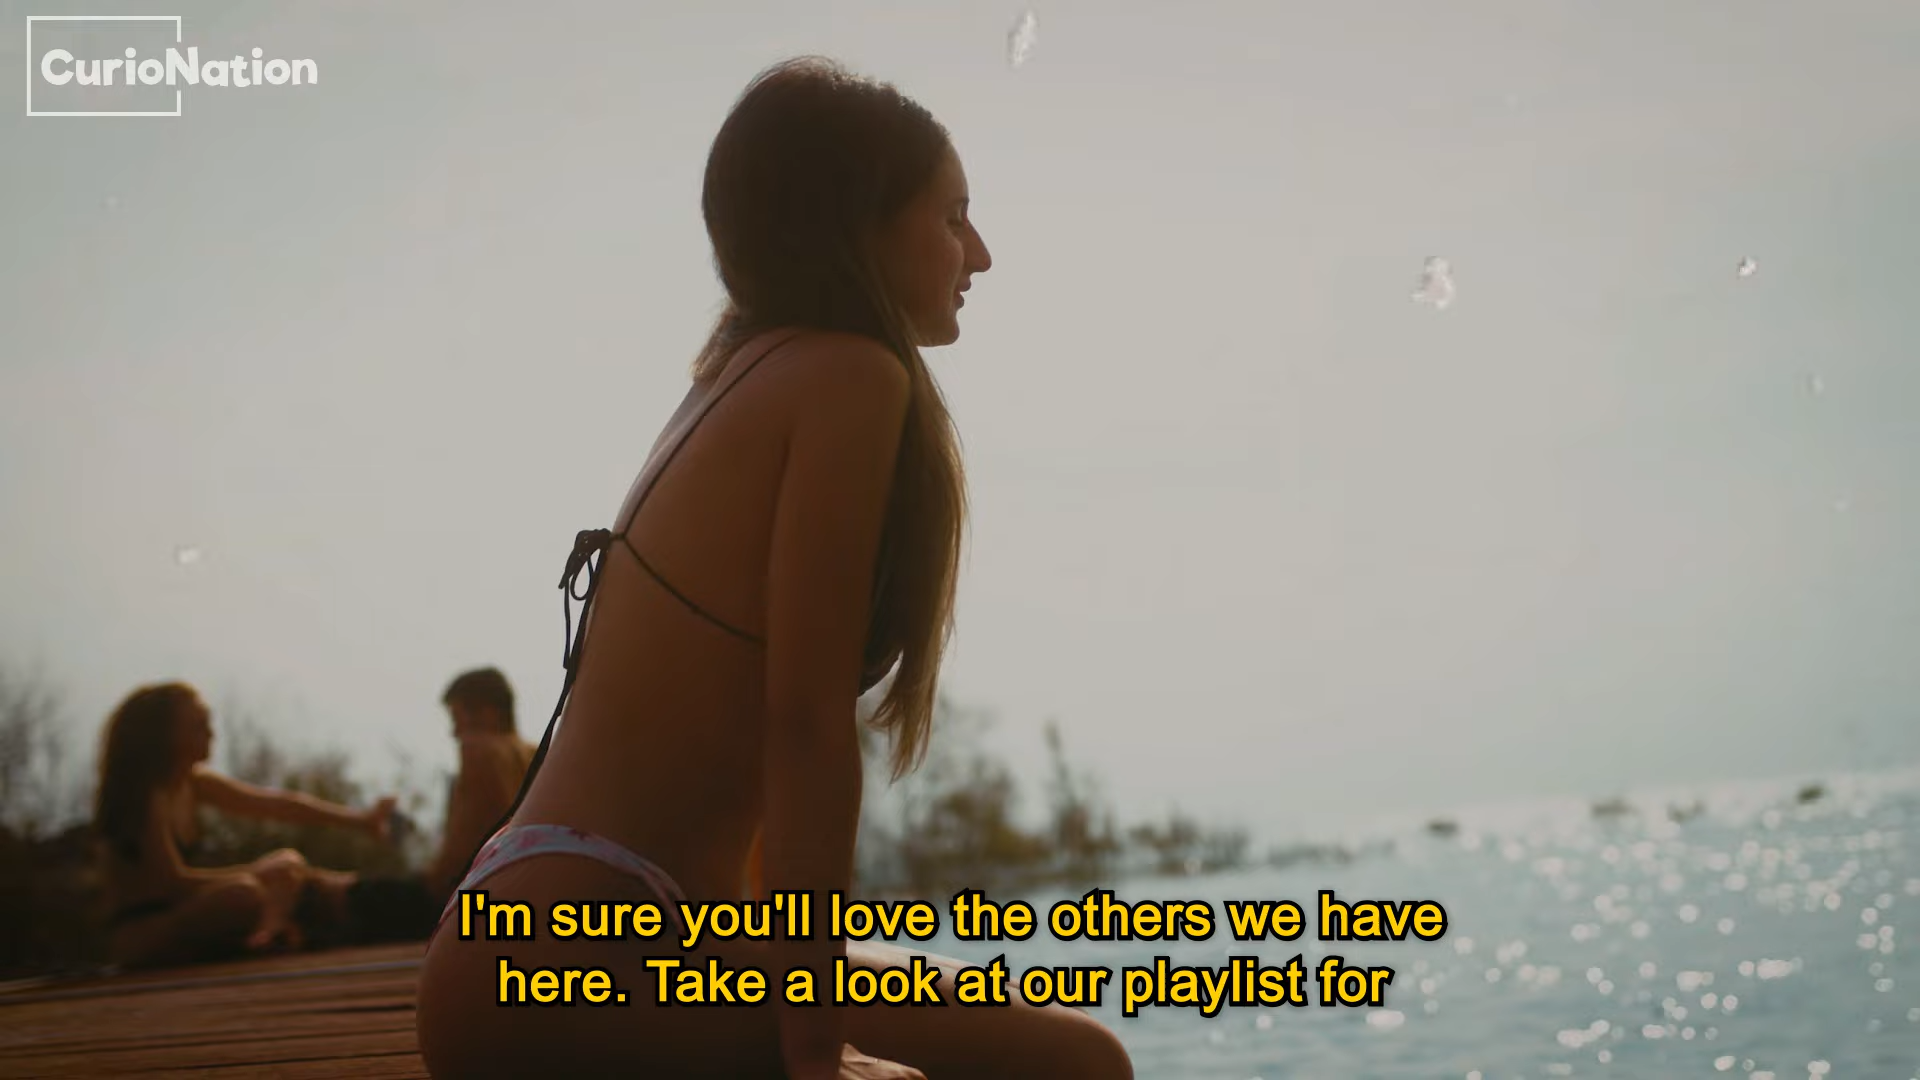 CurioNation
I'm sure you'll love the others we have
here. Take a look at our playlist for